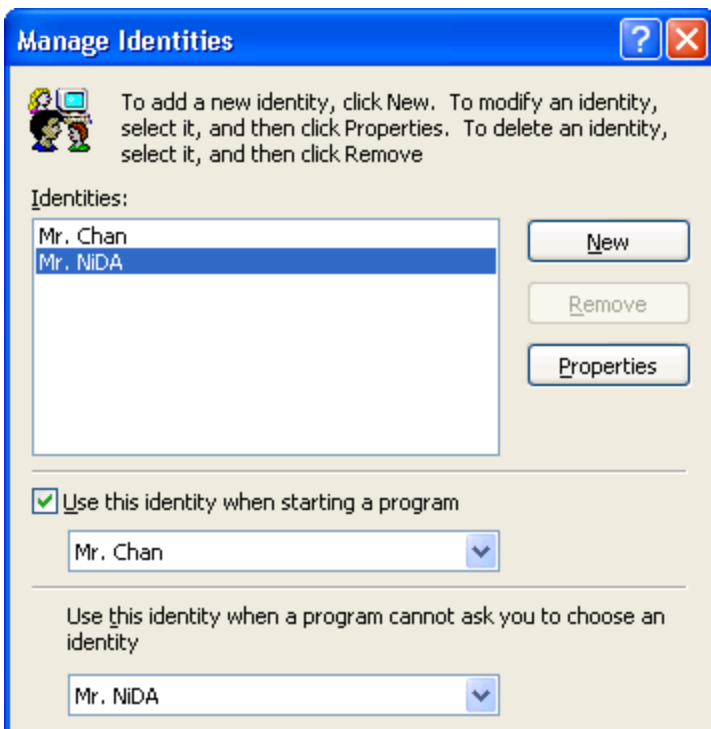 Manage Identities
To add a new identity, click New. To modify an identity,
select it, and then click Properties. To delete an identity,
select it, and then click Remove
Identities:
Mr. Chan
Mr. NiDA
New
Remove
Properties
Use this identity when starting a program
Mr. Chan
Use this identity when a program cannot ask you to choose an
identity
Mr. NiDA